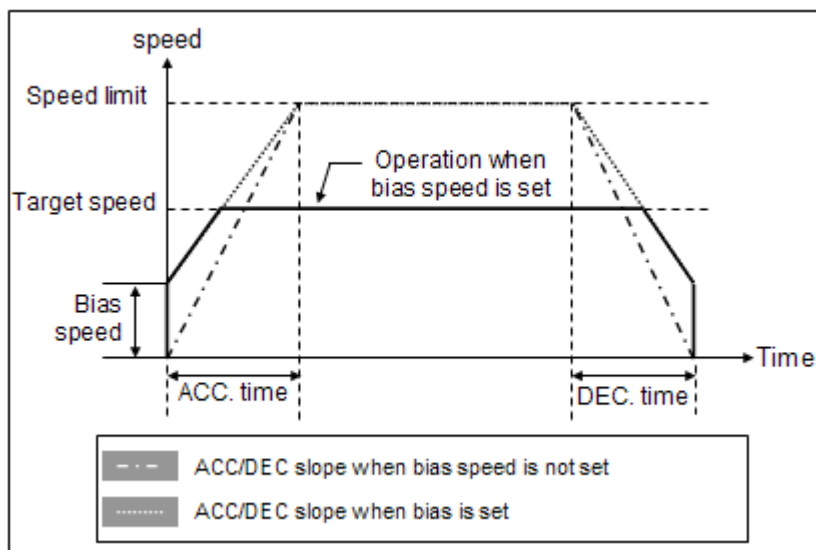 speed
Speed limit
Operation when
bias speed is set
Target speed
Bias
speed
Time
ACC. time
DEC. time
ACC/DEC slope when bias speed is not set
ACC/DEC slope when bias is set